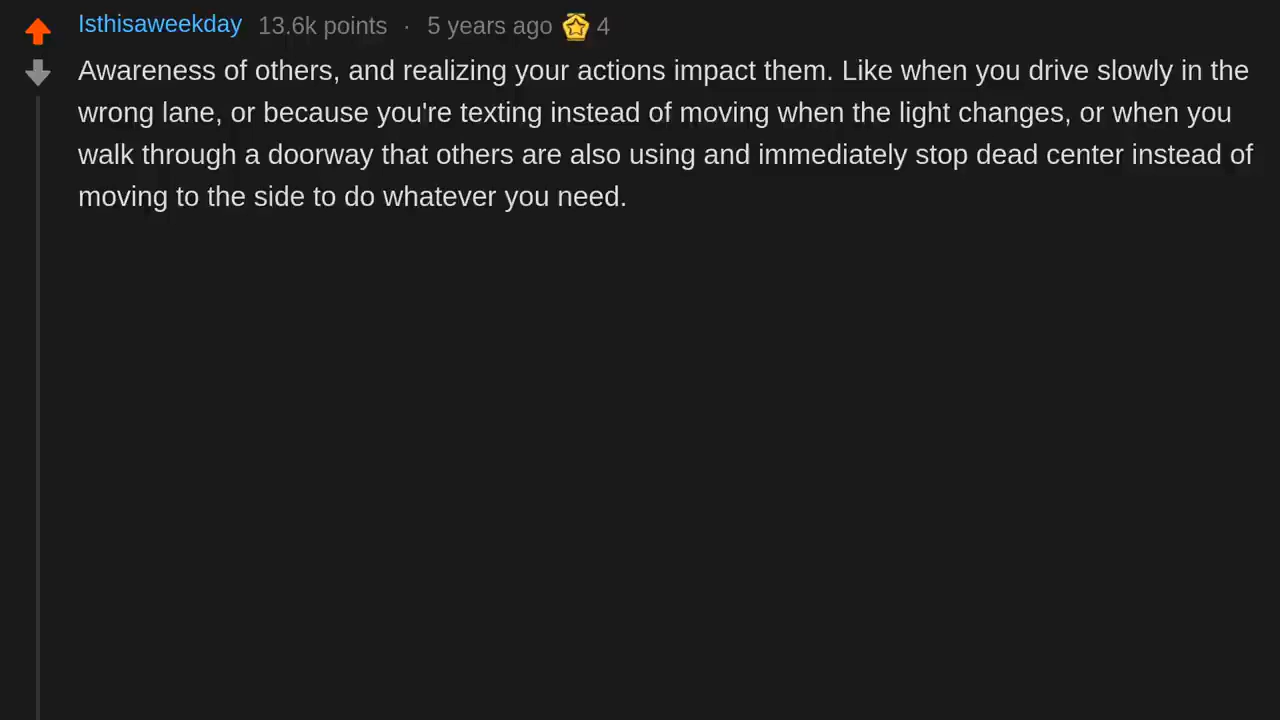 Isthisaweekday 13.6k points · 5 years ago 4
Awareness of others, and realizing your actions impact them. Like when you drive slowly in the
wrong lane, or because you're texting instead of moving when the light changes, or when you
walk through a doorway that others are also using and immediately stop dead center instead of
moving to the side to do whatever you need.